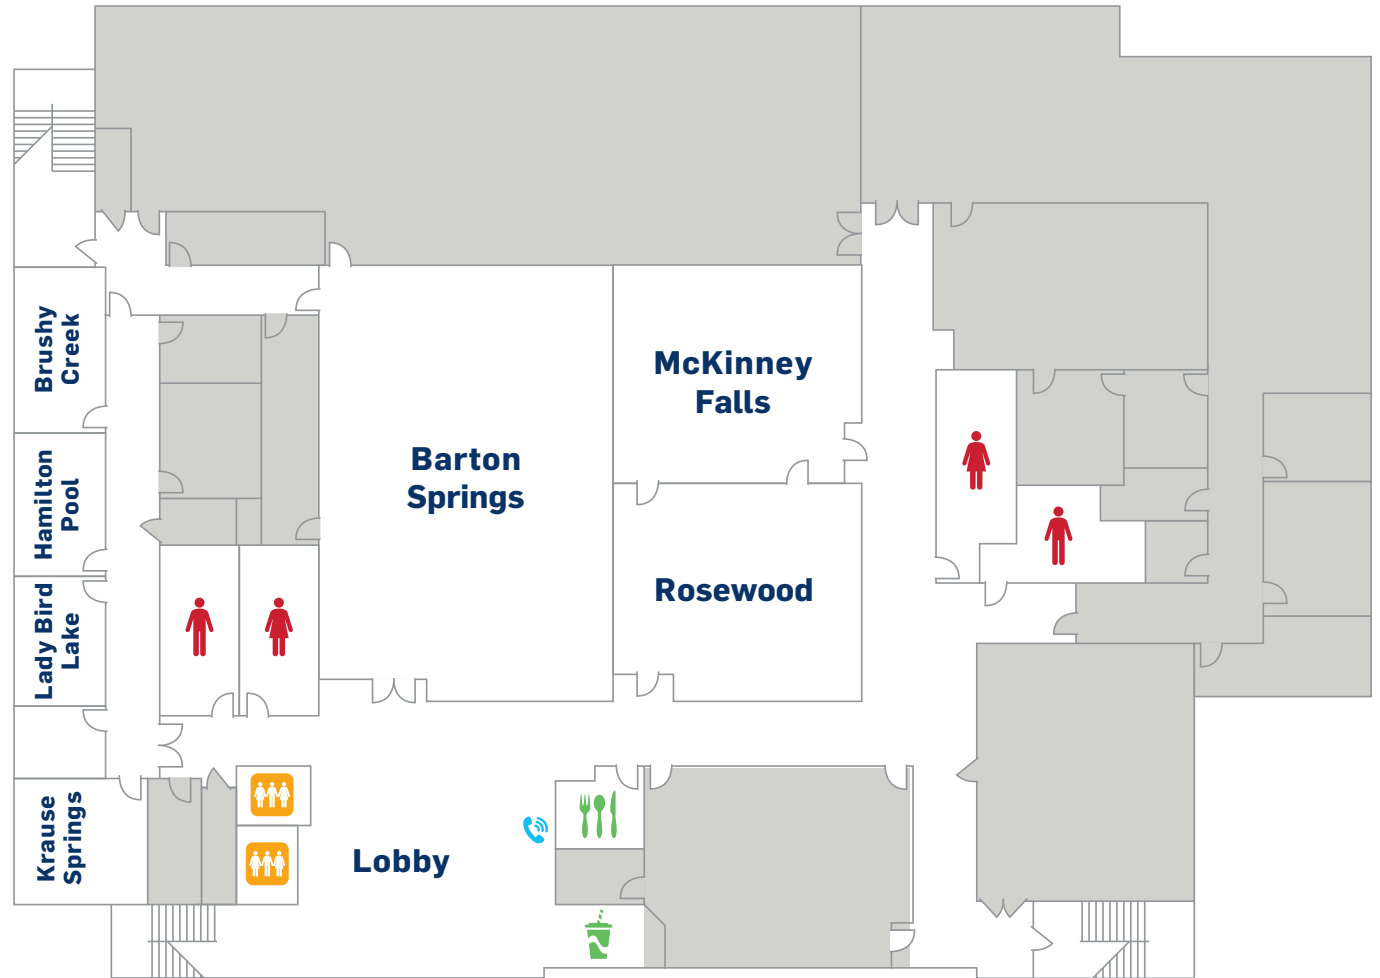 Brushy
Creek
Hamilton
Pool
Lady Bird
Lake
Krause
Springs
Barton
Springs
McKinney
Falls
Rosewood
Lobby